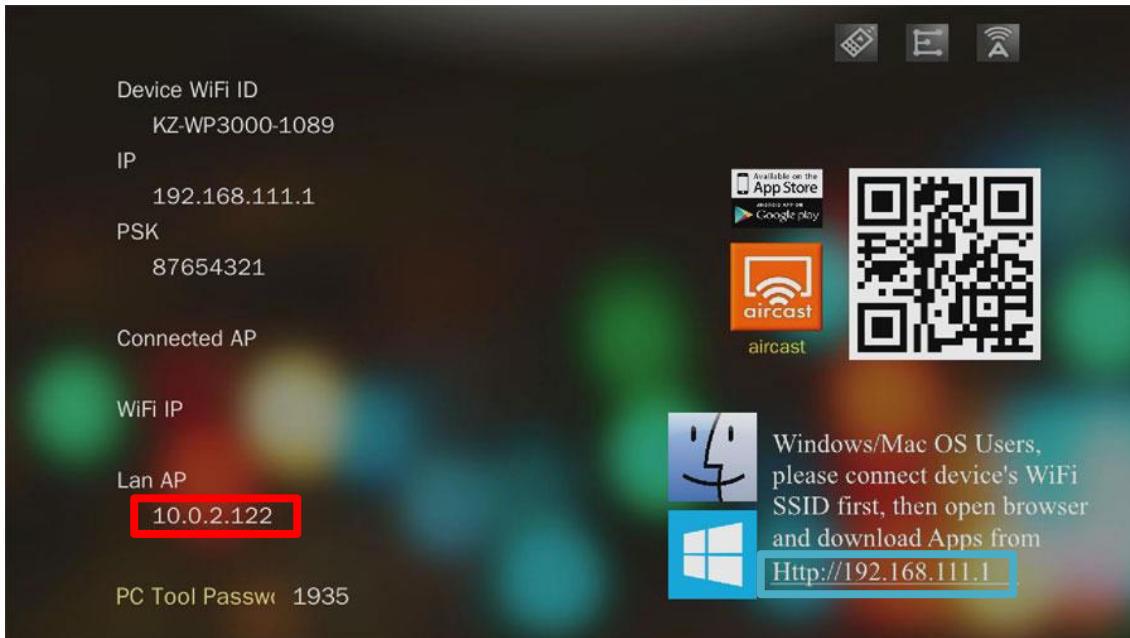 Device WiFi ID
KZ-WP3000-1089
IP
192.168.111.1
PSK
87654321
Connected AP
WiFi IP
Lan AP
10.0.2.122
PC Tool Passw 1935
Available on the
App Store
ANDROID APP ON
Google play
aircast
aircast
Windows/Mac OS Users,
please connect device's WiFi
SSID first, then open browser
and download Apps from
Http://192.168.111.1